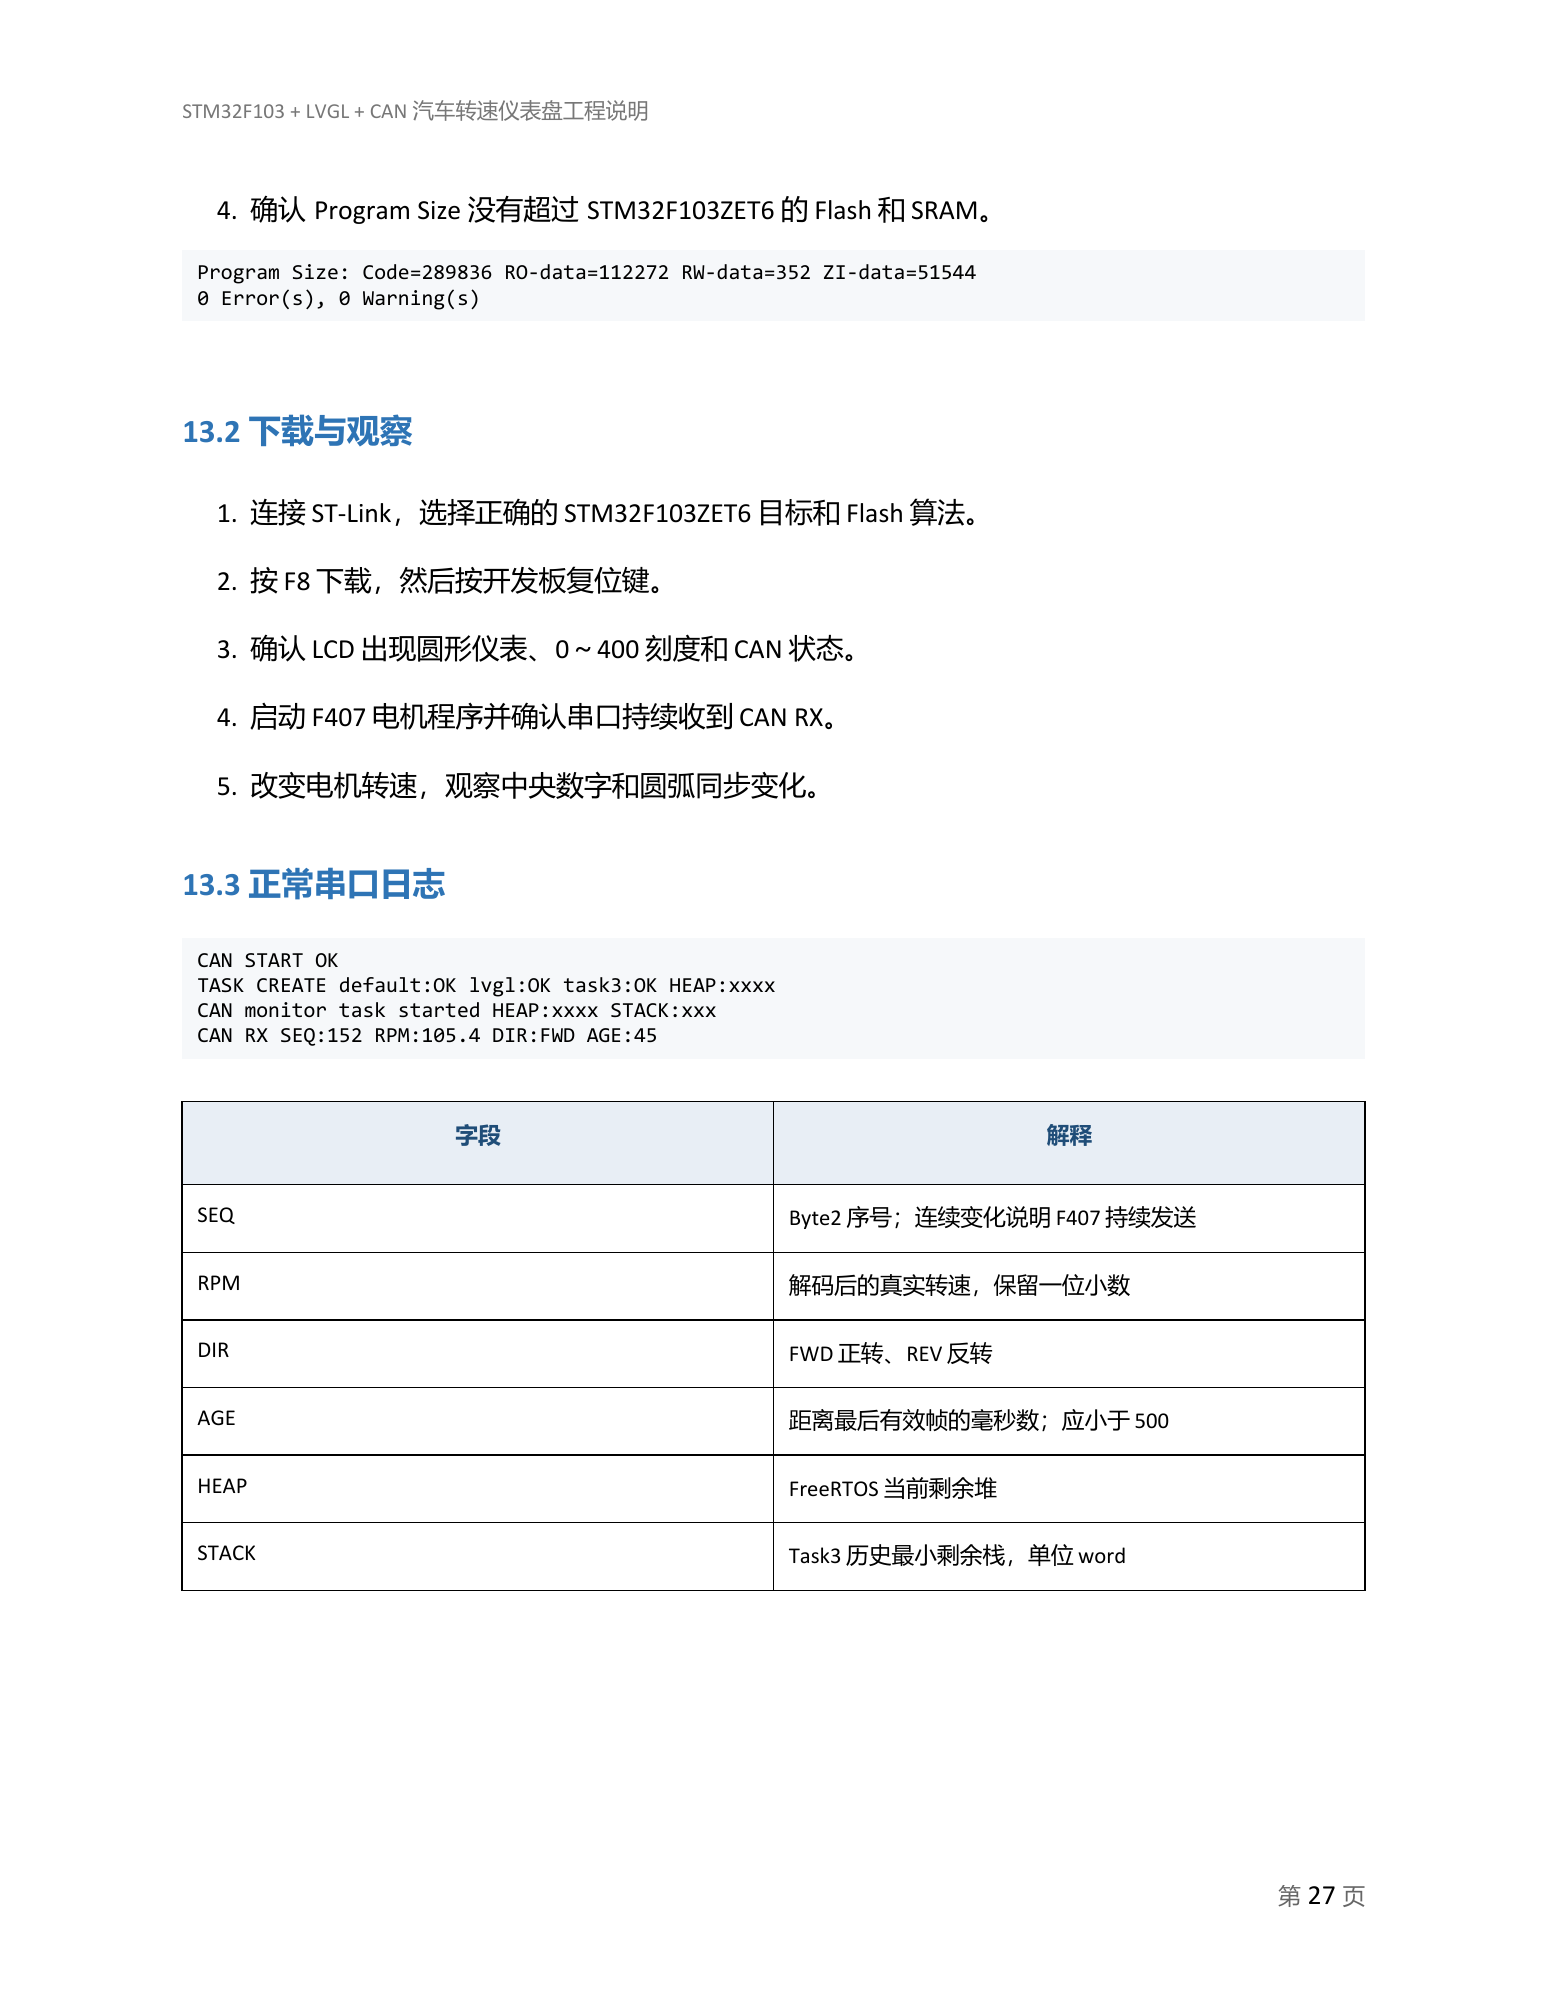 STM32F103 + LVGL + CAN 汽车转速仪表盘工程说明
4. 确认 Program Size 没有超过 STM32F103ZET6 的 Flash 和 SRAM。
Program Size: Code=289836 RO-data=112272 RW-data=352 ZI-data=51544
0 Error(s), 0 Warning(s)
13.2 下载与观察
1. 连接 ST-Link，选择正确的 STM32F103ZET6 目标和 Flash 算法。
2. 按 F8 下载，然后按开发板复位键。
3. 确认 LCD 出现圆形仪表、0 ~ 400 刻度和 CAN 状态。
4. 启动 F407 电机程序并确认串口持续收到 CAN RX。
5. 改变电机转速，观察中央数字和圆弧同步变化。
13.3 正常串口日志
CAN START OK
TASK CREATE default:OK lvgl:OK task3:OK HEAP:xxxx
CAN monitor task started HEAP:xxxx STACK:xxx
CAN RX SEQ:152 RPM:105.4 DIR:FWD AGE:45
字段 解释
SEQ Byte2 序号；连续变化说明 F407 持续发送
RPM 解码后的真实转速，保留一位小数
DIR FWD 正转、REV 反转
AGE 距离最后有效帧的毫秒数；应小于 500
HEAP FreeRTOS 当前剩余堆
STACK Task3 历史最小剩余栈，单位 word
第 27 页